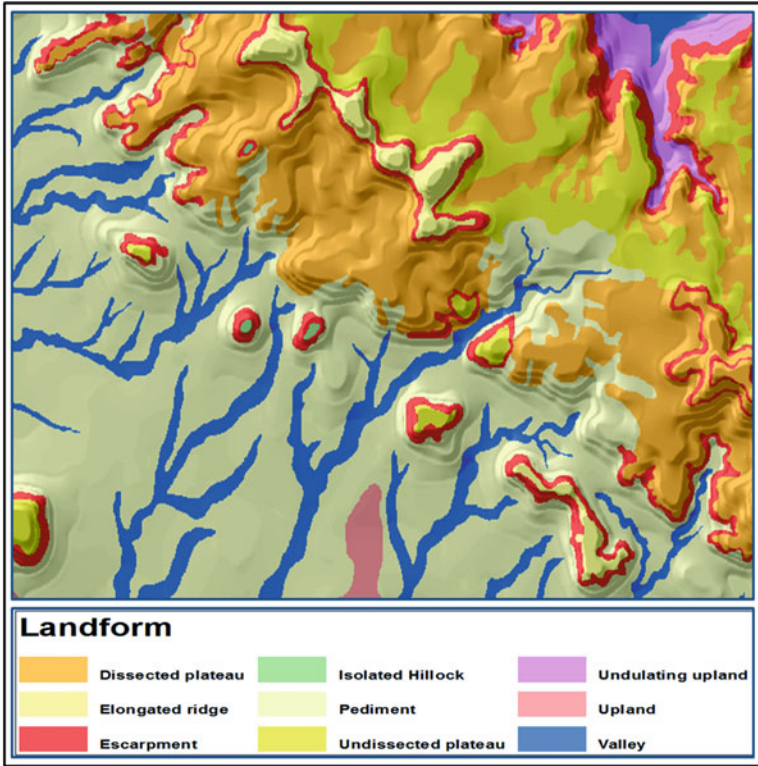 Landform
Dissected plateau
Isolated Hillock
Undulating upland
Elongated ridge
Pediment
Upland
Escarpment
Undissected plateau
Valley